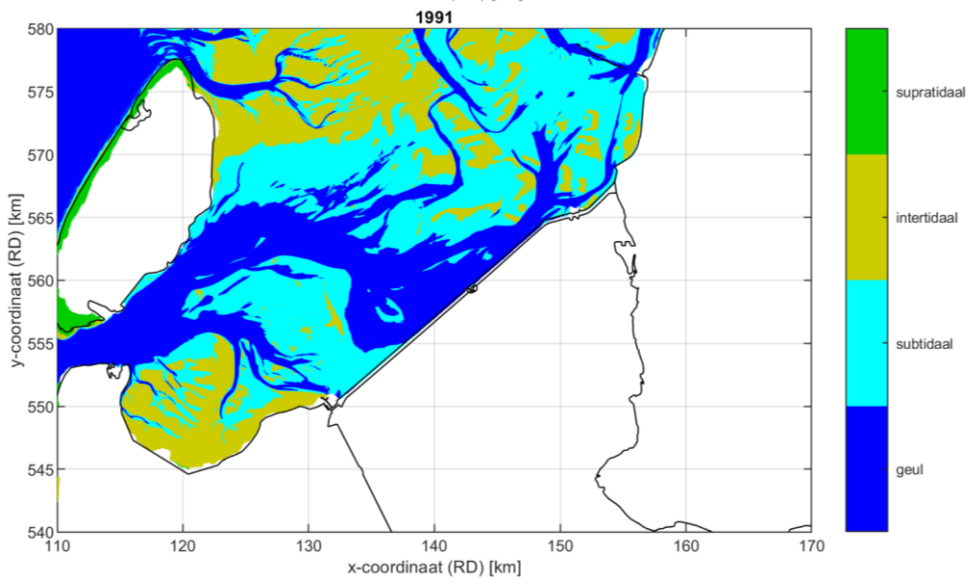 1991
580
575
570
565
560
555
550
545
540
y-coordinaat (RD) [km]
110
120
130
140
150
160
170
x-coordinaat (RD) [km]
supratidaal
intertidaal
subtidaal
geul